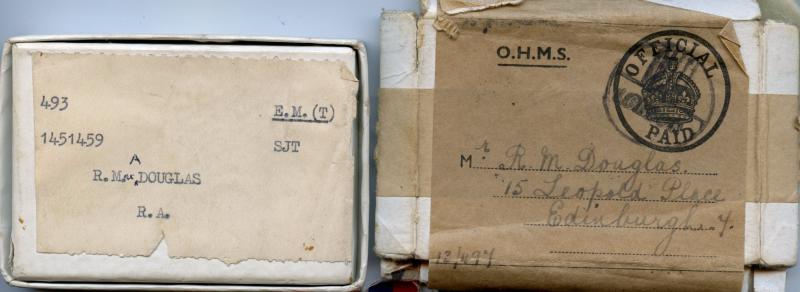 493
E.M.(T)
1451459
SJT
A
R.M. DOUGLAS
R.A.
O.H.M.S.
OFFICIAL
PAID
Mr R. M. Douglas.
15 Leopold Place
Edinburgh. 7.